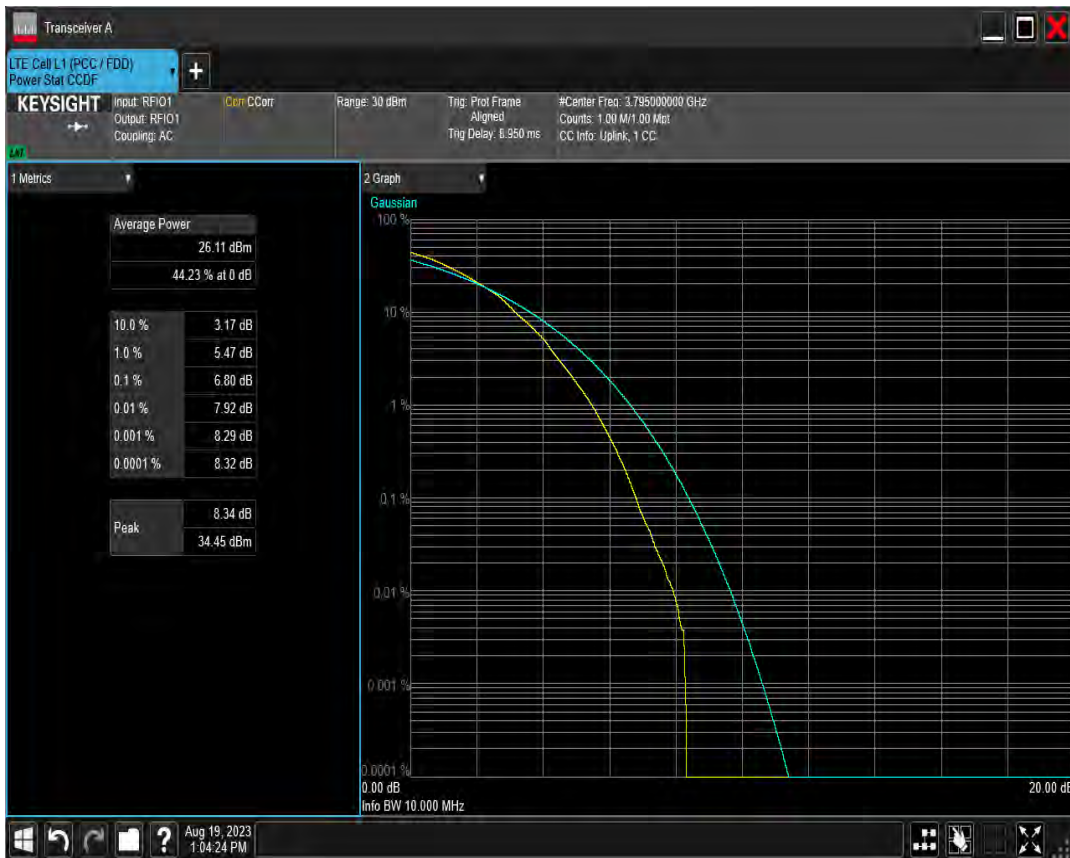 Transceiver A
LTE Cell L1 (PCC / FDD)
Power Stat CCDF
+
KEYSIGHT
Input: RFIO1
Output: RFIO1
Coupling: AC
Corr CCorr
Range: 30 dBm
Trig: Prot Frame
Aligned
Trig Delay: 8.950 ms
#Center Freq: 3.795000000 GHz
Counts: 1.00 M/1.00 Mpt
CC Info: Uplink, 1 CC
1 Metrics
Average Power
26.11 dBm
44.23 % at 0 dB
10.0 % 3.17 dB
1.0 % 5.47 dB
0.1 % 6.80 dB
0.01 % 7.92 dB
0.001 % 8.29 dB
0.0001 % 8.32 dB
Peak
8.34 dB
34.45 dBm
2 Graph
Gaussian
100 %
10 %
1 %
0.1 %
0.01 %
0.001 %
0.0001 %
0.00 dB
20.00 dB
Info BW 10.000 MHz
?
Aug 19, 2023
1:04:24 PM